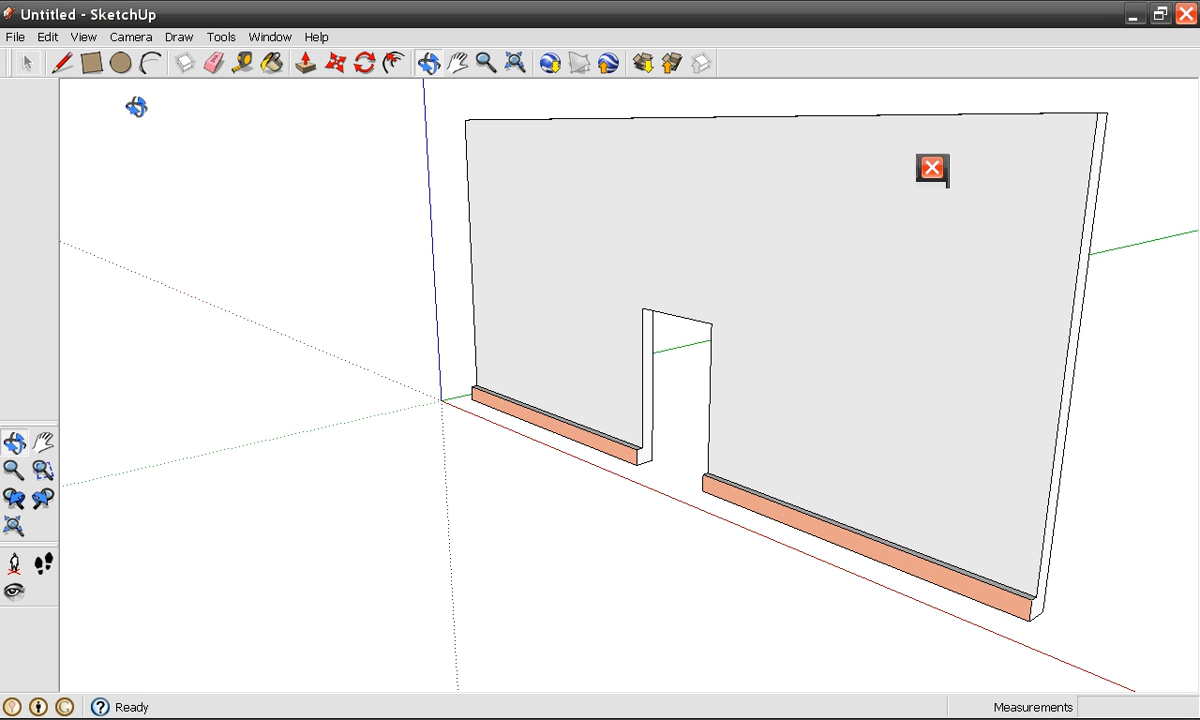 Untitled - SketchUp
File Edit View Camera Draw Tools Window Help
Ready Measurements